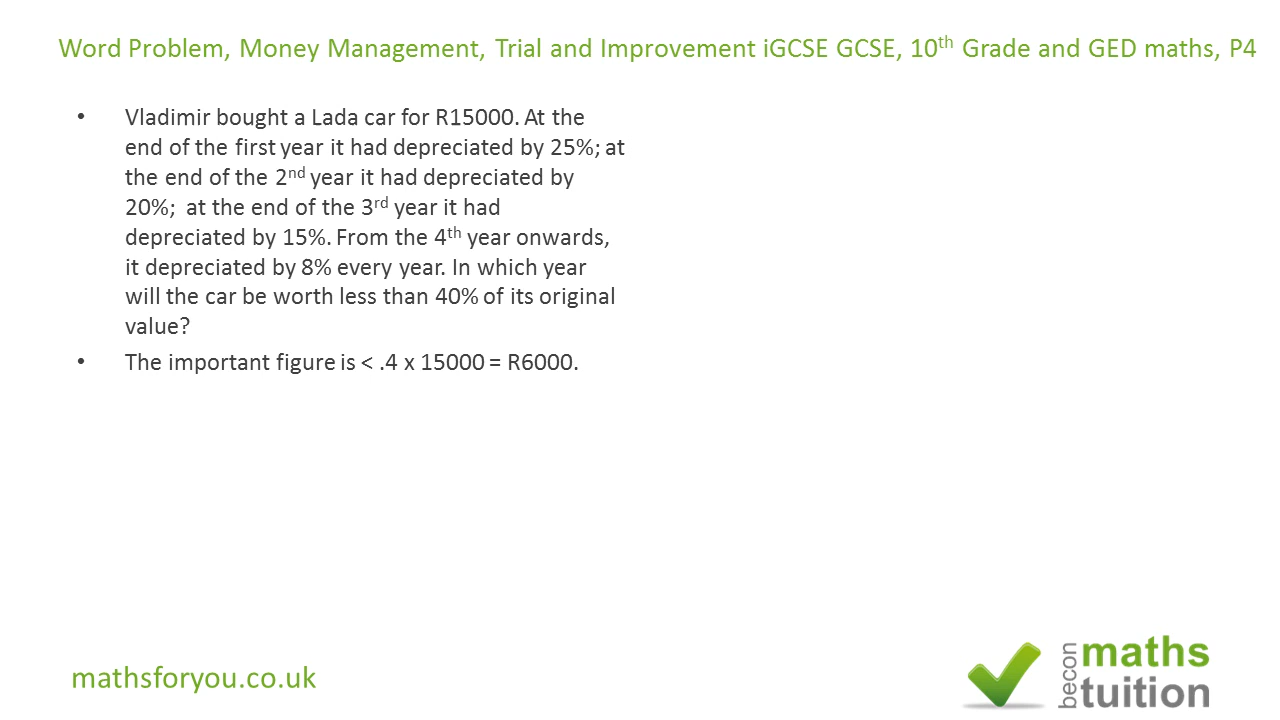 Word Problem, Money Management, Trial and Improvement iGCSE GCSE, 10th Grade and GED maths, P4
• Vladimir bought a Lada car for R15000. At the
end of the first year it had depreciated by 25%; at
the end of the 2nd year it had depreciated by
20%;  at the end of the 3rd year it had
depreciated by 15%. From the 4th year onwards,
it depreciated by 8% every year. In which year
will the car be worth less than 40% of its original
value?
• The important figure is < .4 x 15000 = R6000.
mathsforyou.co.uk
becon
maths
tuition